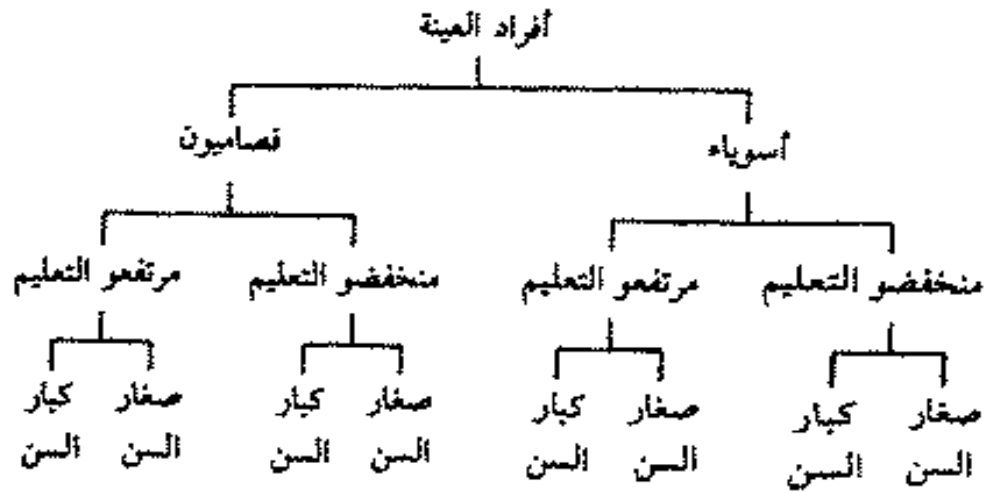 أفراد العينة
أسوياء فصاميون
منخفضو التعليم مرتفعو التعليم منخفضو التعليم مرتفعو التعليم
صغار كبار صغار كبار صغار كبار صغار كبار
السن السن السن السن السن السن السن السن